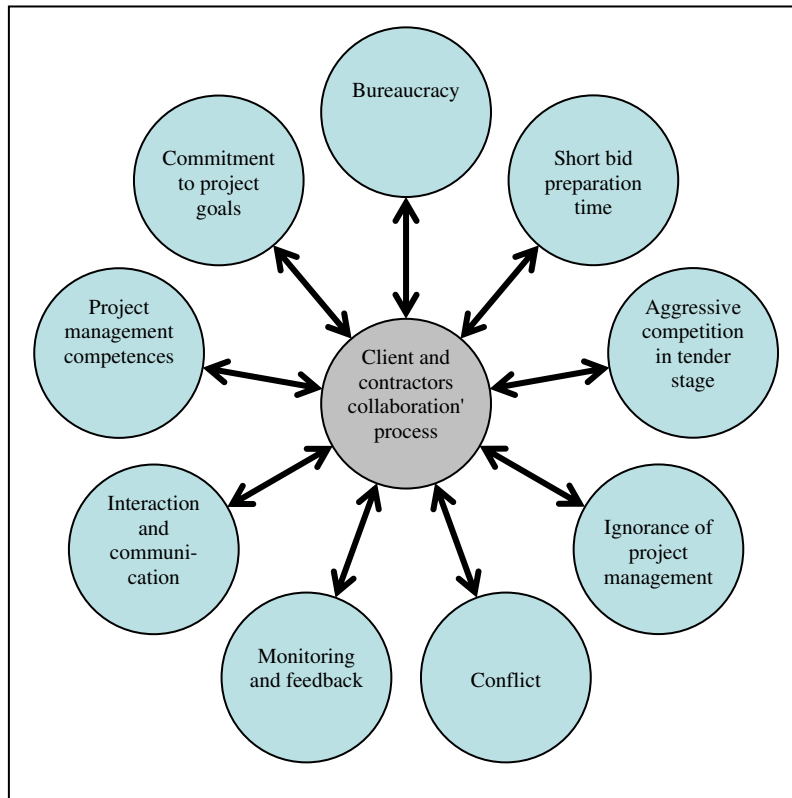 Bureaucracy
Short bid
preparation
time
Aggressive
competition
in tender
stage
Ignorance of
project
management
Conflict
Monitoring
and feedback
Interaction
and
communi-
cation
Project
management
competences
Commitment
to project
goals
Client and
contractors
collaboration'
process